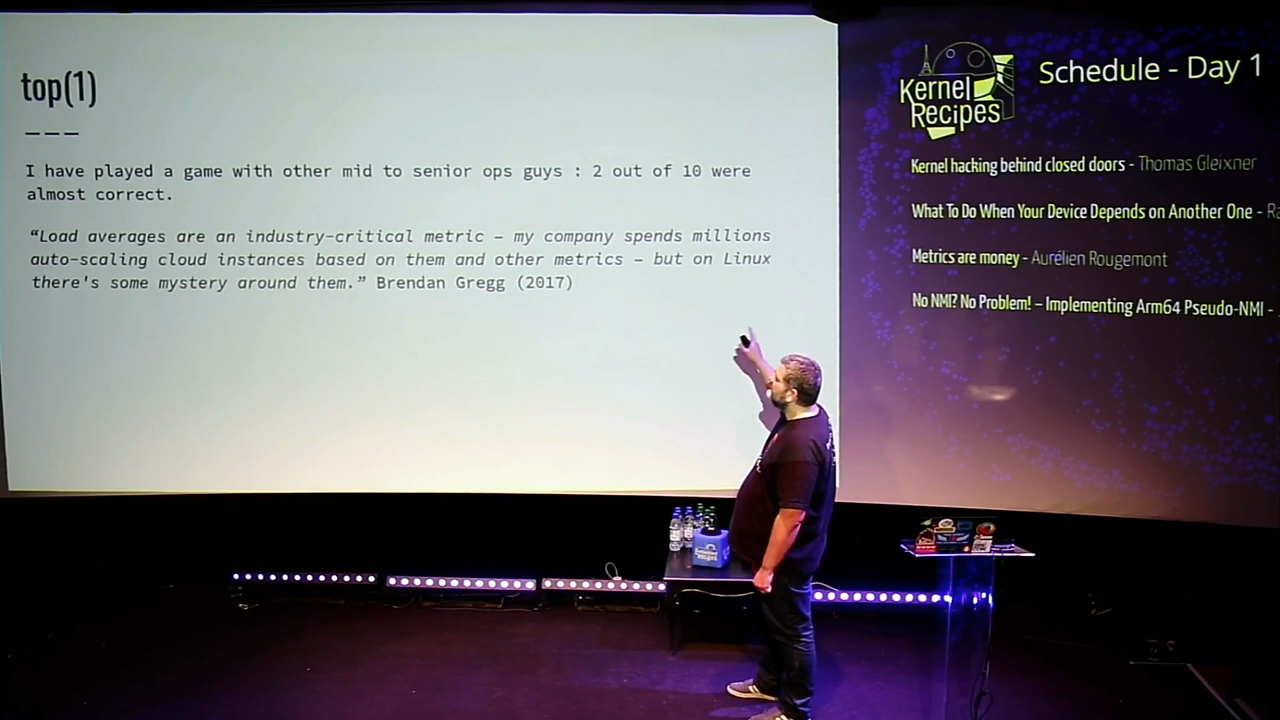 top(1)
———
I have played a game with other mid to senior ops guys : 2 out of 10 were
almost correct.
“Load averages are an industry-critical metric – my company spends millions
auto-scaling cloud instances based on them and other metrics – but on Linux
there's some mystery around them.” Brendan Gregg (2017)
Kernel
Recipes
Schedule - Day 1
Kernel hacking behind closed doors - Thomas Gleixner
What To Do When Your Device Depends on Another One -
Metrics are money - Aurélien Rougemont
No NMI? No Problem! – Implementing Arm64 Pseudo-NMI -